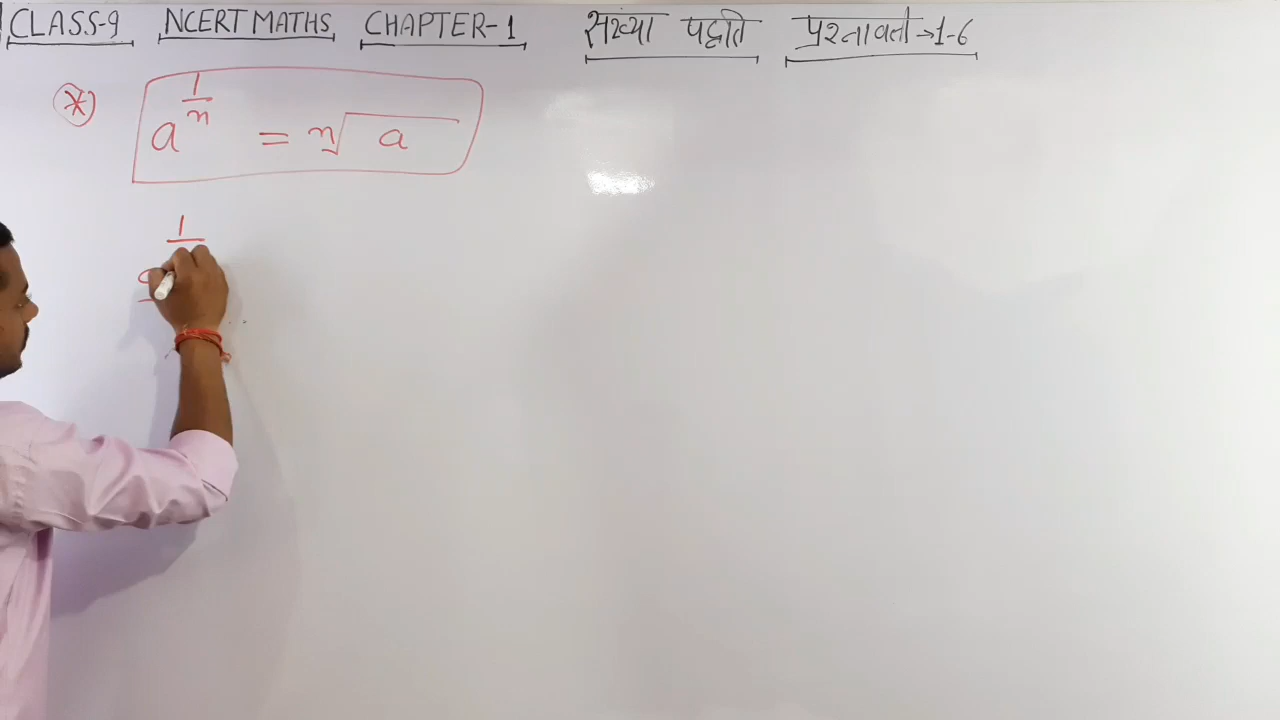 CLASS-9 NCERT MATHS CHAPTER-1 संख्या पद्धति प्रश्नावली→1-6
* a^{1/n} = ⁿ√a
1